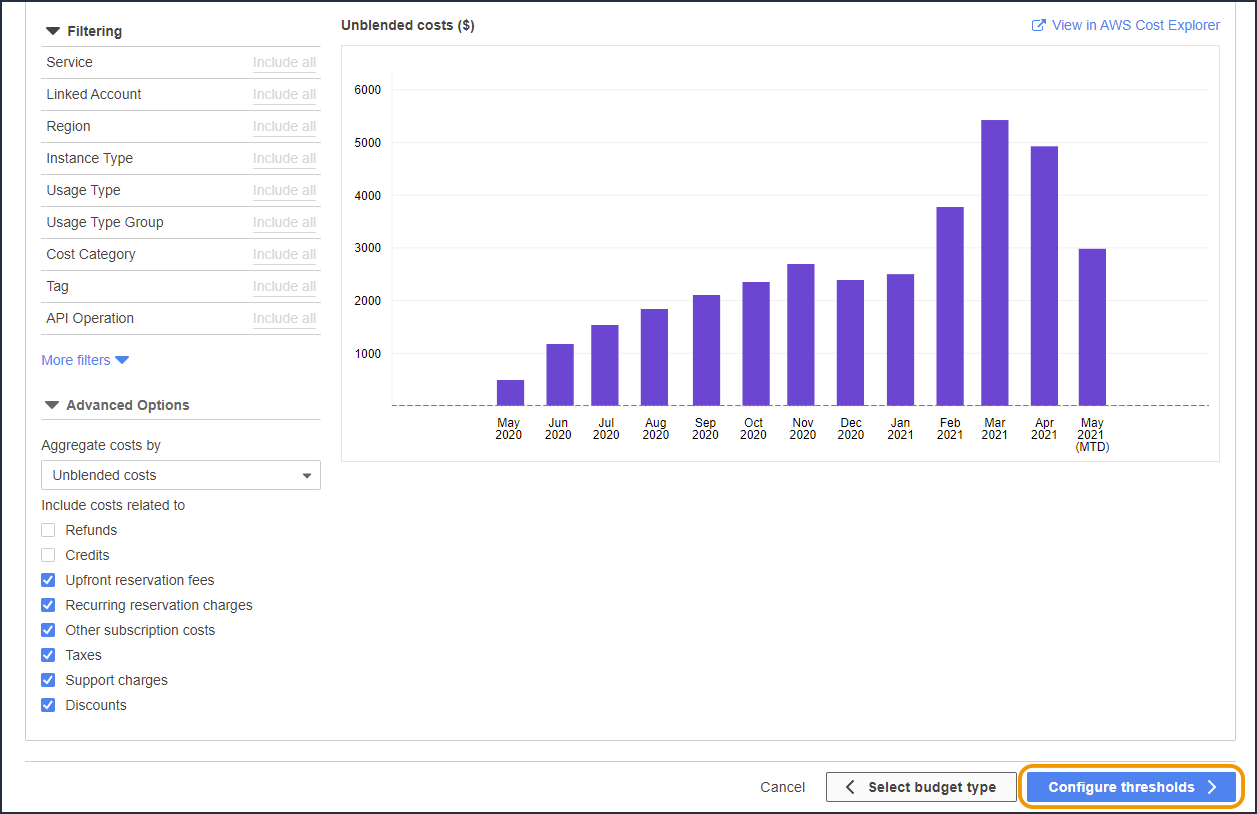 Filtering
Service Include all
Linked Account Include all
Region Include all
Instance Type Include all
Usage Type Include all
Usage Type Group Include all
Cost Category Include all
Tag Include all
API Operation Include all
More filters
Advanced Options
Aggregate costs by
Unblended costs
Include costs related to
Refunds
Credits
Upfront reservation fees
Recurring reservation charges
Other subscription costs
Taxes
Support charges
Discounts
Unblended costs ($)
View in AWS Cost Explorer
6000
5000
4000
3000
2000
1000
May Jun Jul Aug Sep Oct Nov Dec Jan Feb Mar Apr May
2020 2020 2020 2020 2020 2020 2020 2020 2021 2021 2021 2021 2021
(MTD)
Cancel
Select budget type
Configure thresholds